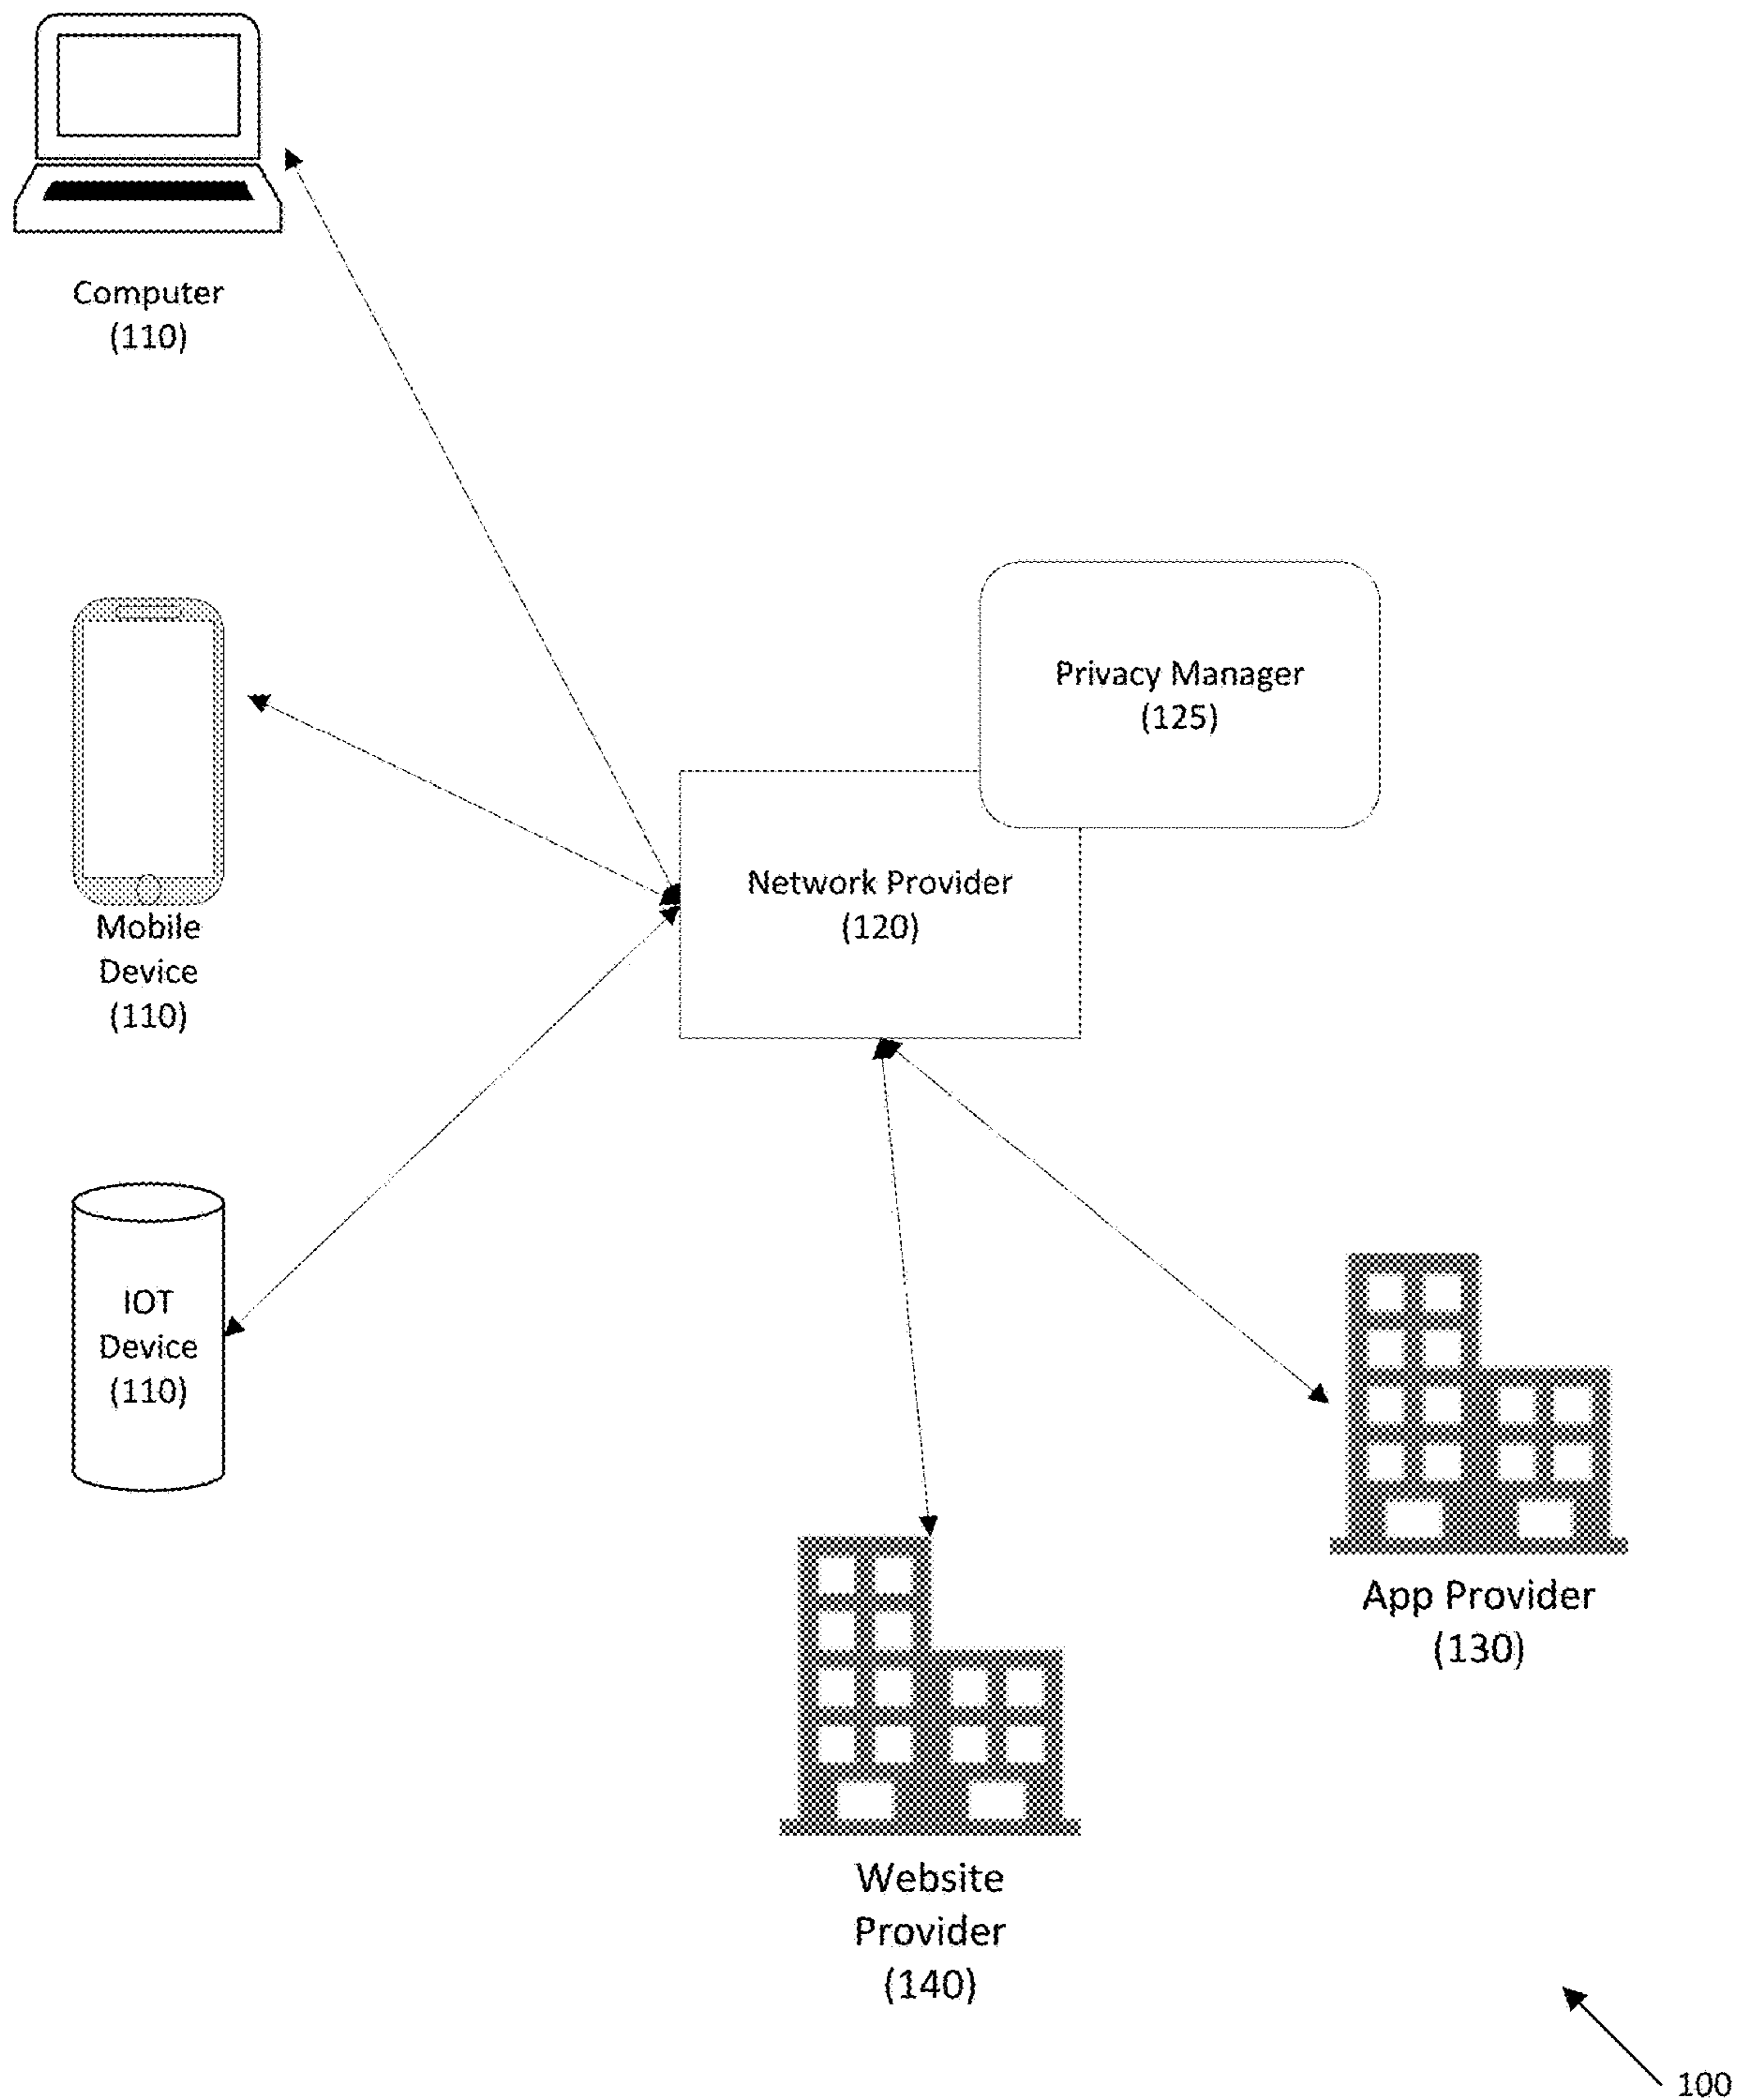 Computer
(110)
Privacy Manager
(125)
Network Provider
(120)
Mobile
Device
(110)
IOT
Device
(110)
App Provider
(130)
Website
Provider
(140)
100